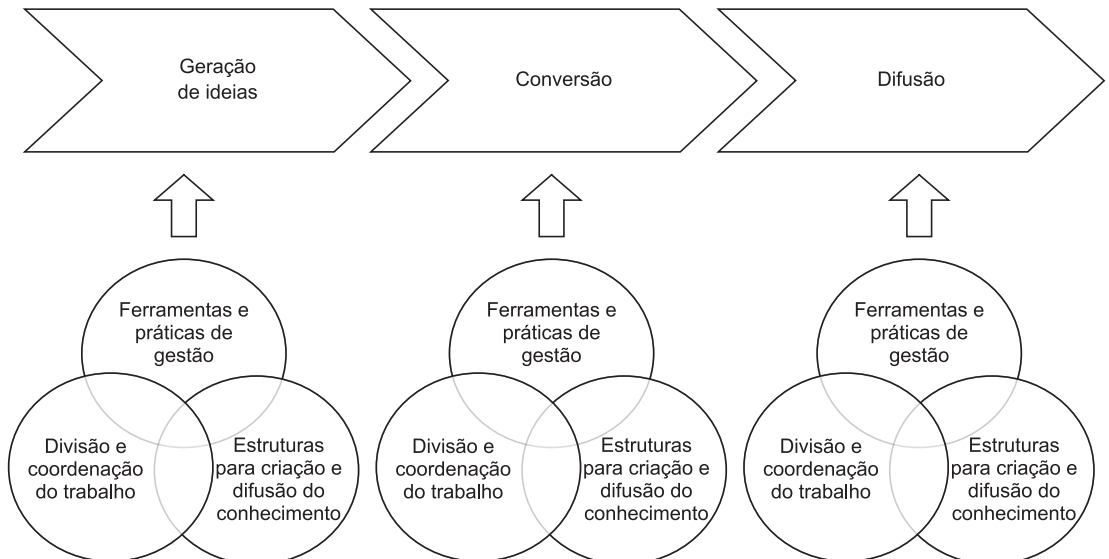 Geração
de ideias
Conversão
Difusão
Ferramentas e
práticas de
gestão
Divisão e
coordenação
do trabalho
Estruturas
para criação e
difusão do
conhecimento
Ferramentas e
práticas de
gestão
Divisão e
coordenação
do trabalho
Estruturas
para criação e
difusão do
conhecimento
Ferramentas e
práticas de
gestão
Divisão e
coordenação
do trabalho
Estruturas
para criação e
difusão do
conhecimento